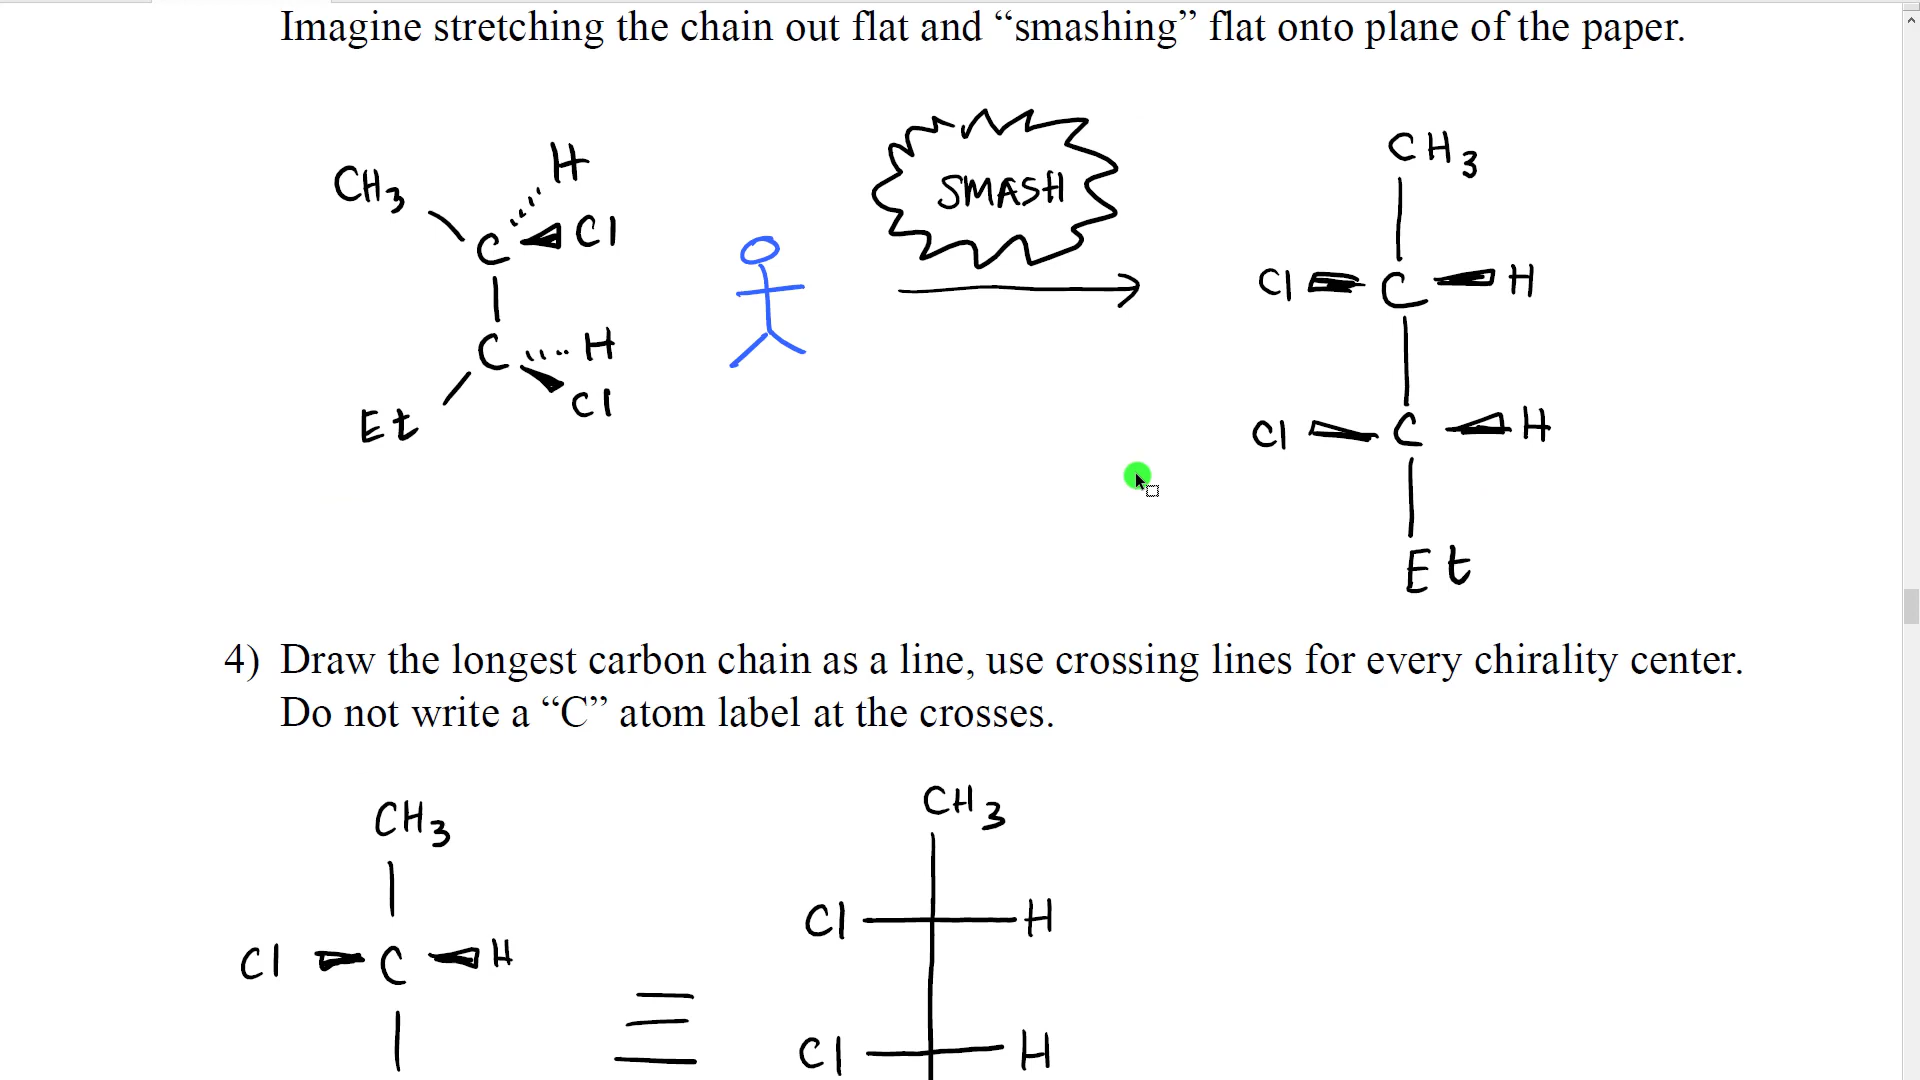 Imagine stretching the chain out flat and “smashing” flat onto plane of the paper.
CH3 H
C Cl
C H
Cl
Et
SMASH
CH3
Cl C H
Cl C H
Et
4) Draw the longest carbon chain as a line, use crossing lines for every chirality center.
Do not write a “C” atom label at the crosses.
CH3
Cl C H
CH3
Cl H
Cl H